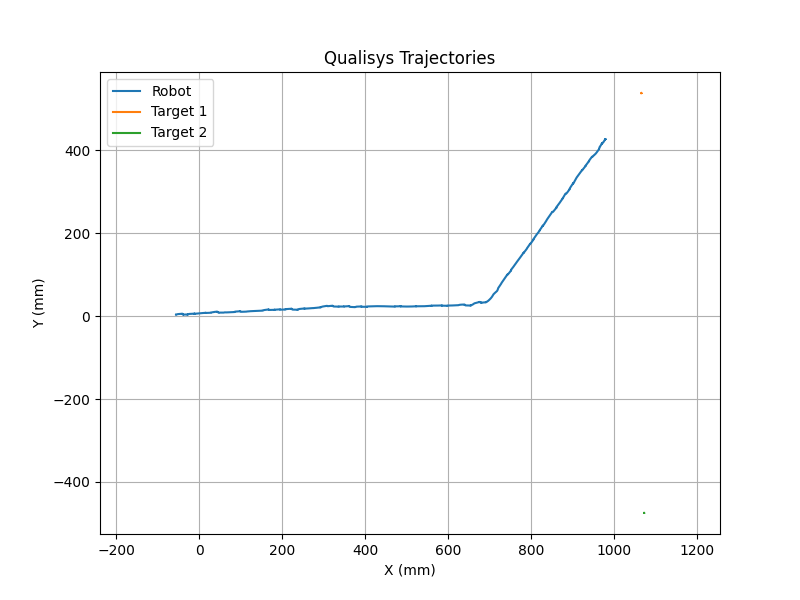 Qualisys Trajectories
Robot
Target 1
Target 2
400
200
0
−200
−400
Y (mm)
−200 0 200 400 600 800 1000 1200
X (mm)